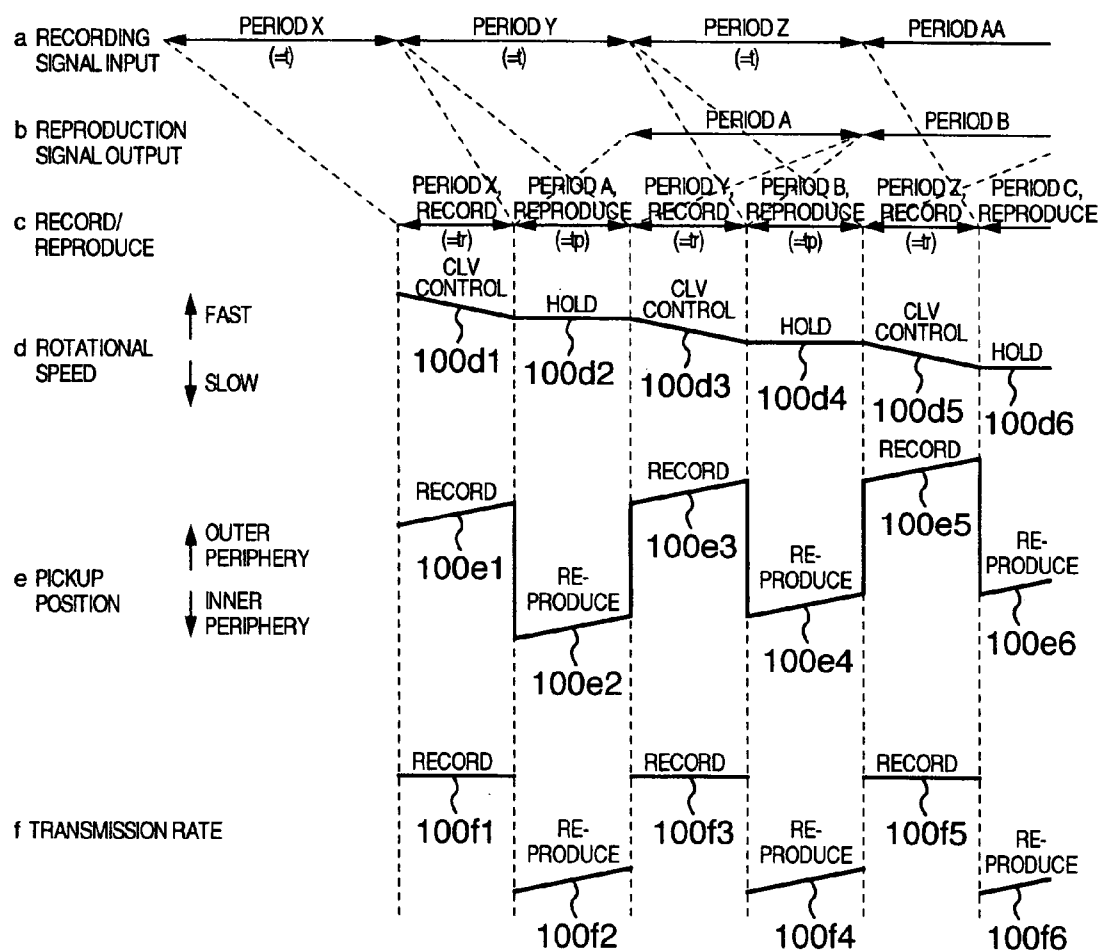 a RECORDING
SIGNAL INPUT
PERIOD X
(=t)
PERIOD Y
(=t)
PERIOD Z
(=t)
PERIOD AA
b REPRODUCTION
SIGNAL OUTPUT
PERIOD A
PERIOD B
c RECORD/
REPRODUCE
PERIOD X,
RECORD
(=tr)
PERIOD A,
REPRODUCE
(=tp)
PERIOD Y,
RECORD
(=tr)
PERIOD B,
REPRODUCE
(=tp)
PERIOD Z,
RECORD
(=tr)
PERIOD C,
REPRODUCE
d ROTATIONAL
SPEED
FAST
SLOW
CLV
CONTROL
100d1
HOLD
100d2
CLV
CONTROL
100d3
HOLD
100d4
CLV
CONTROL
100d5
HOLD
100d6
e PICKUP
POSITION
OUTER
PERIPHERY
INNER
PERIPHERY
RECORD
100e1
RE-
PRODUCE
100e2
RECORD
100e3
RE-
PRODUCE
100e4
RECORD
100e5
RE-
PRODUCE
100e6
f TRANSMISSION RATE
RECORD
100f1
RE-
PRODUCE
100f2
RECORD
100f3
RE-
PRODUCE
100f4
RECORD
100f5
RE-
PRODUCE
100f6